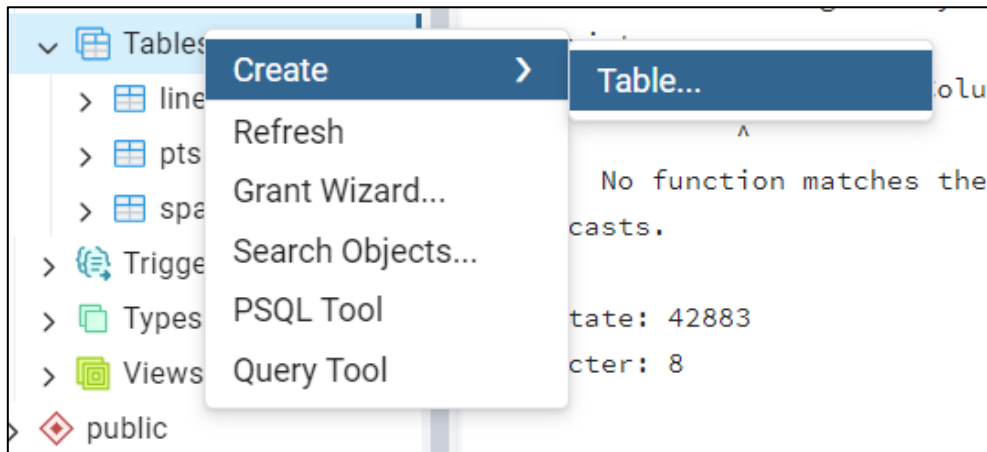 Tables
line
pts
spa
Trigge
Types
Views
public
Create
Refresh
Grant Wizard...
Search Objects...
PSQL Tool
Query Tool
Table...
olu
^
No function matches the
casts.
tate: 42883
cter: 8